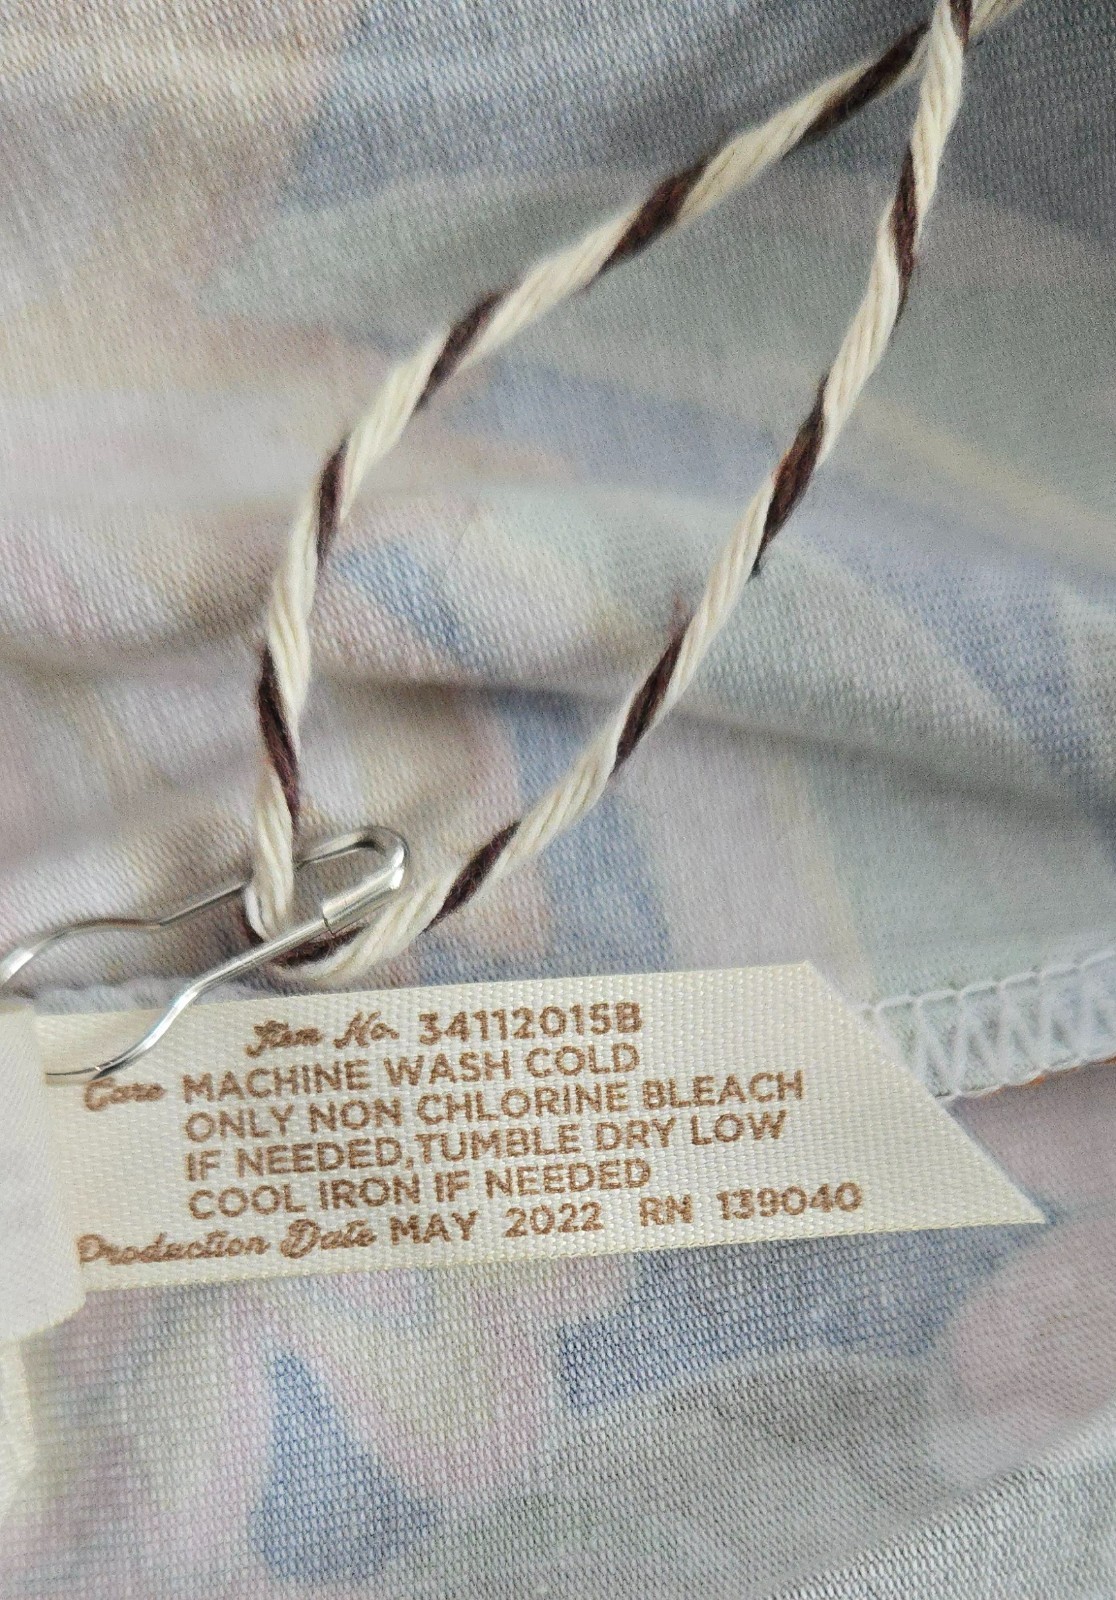 Item No. 34112015B
Care MACHINE WASH COLD
ONLY NON CHLORINE BLEACH
IF NEEDED,TUMBLE DRY LOW
COOL IRON IF NEEDED
Production Date MAY 2022 RN 139040